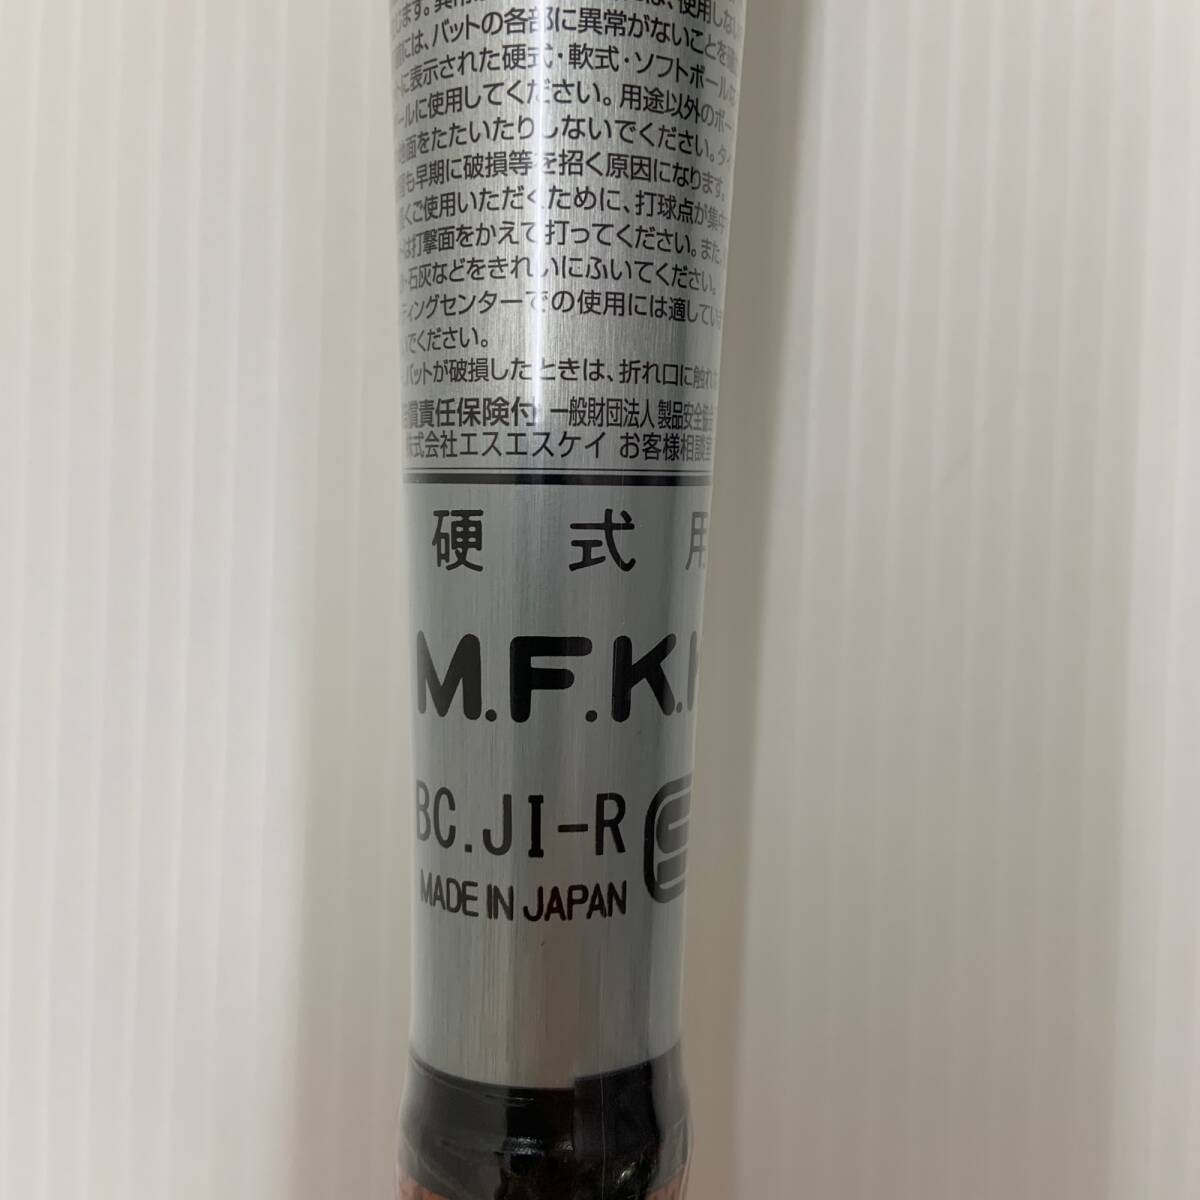 します。異常
には、バットの各部に異常がないことを確
に表示された硬式・軟式・ソフトボール
ールに使用してください。用途以外のボー
地面をたたいたりしないでください。
も早期に破損等を招く原因になります。
長くご使用いただくために、打球点が集中
は打撃面をかえて打ってください。また
石灰などをきれいにふいてください。
ティングセンターでの使用には適してい
いでください。
バットが破損したときは、折れ口に触れ
賠償責任保険付 一般財団法人製品安全協会
株式会社エスエスケイ お客様相談室
硬式用
M.F.K.
BC.JI-R
MADE IN JAPAN